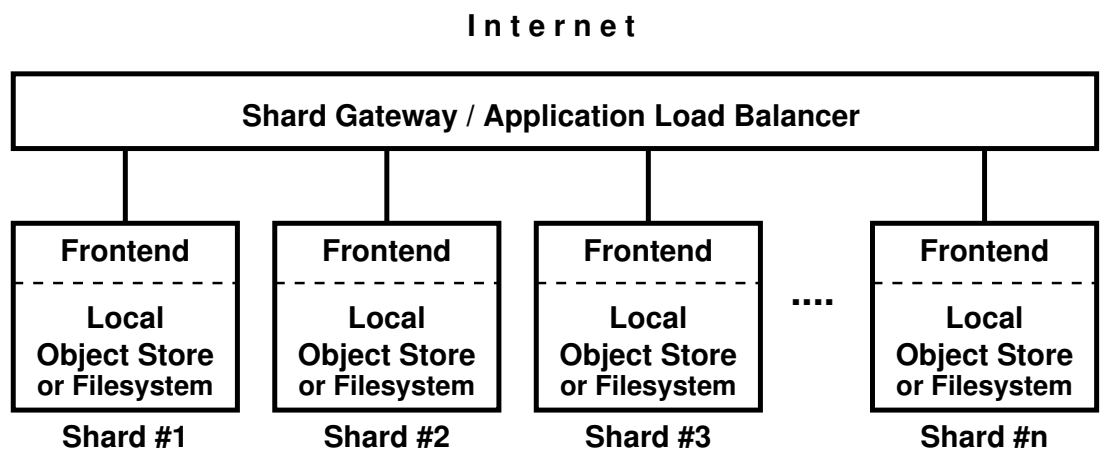 I n t e r n e t
Shard Gateway / Application Load Balancer
Frontend
Local
Object Store
or Filesystem
Shard #1
Frontend
Local
Object Store
or Filesystem
Shard #2
Frontend
Local
Object Store
or Filesystem
Shard #3
....
Frontend
Local
Object Store
or Filesystem
Shard #n